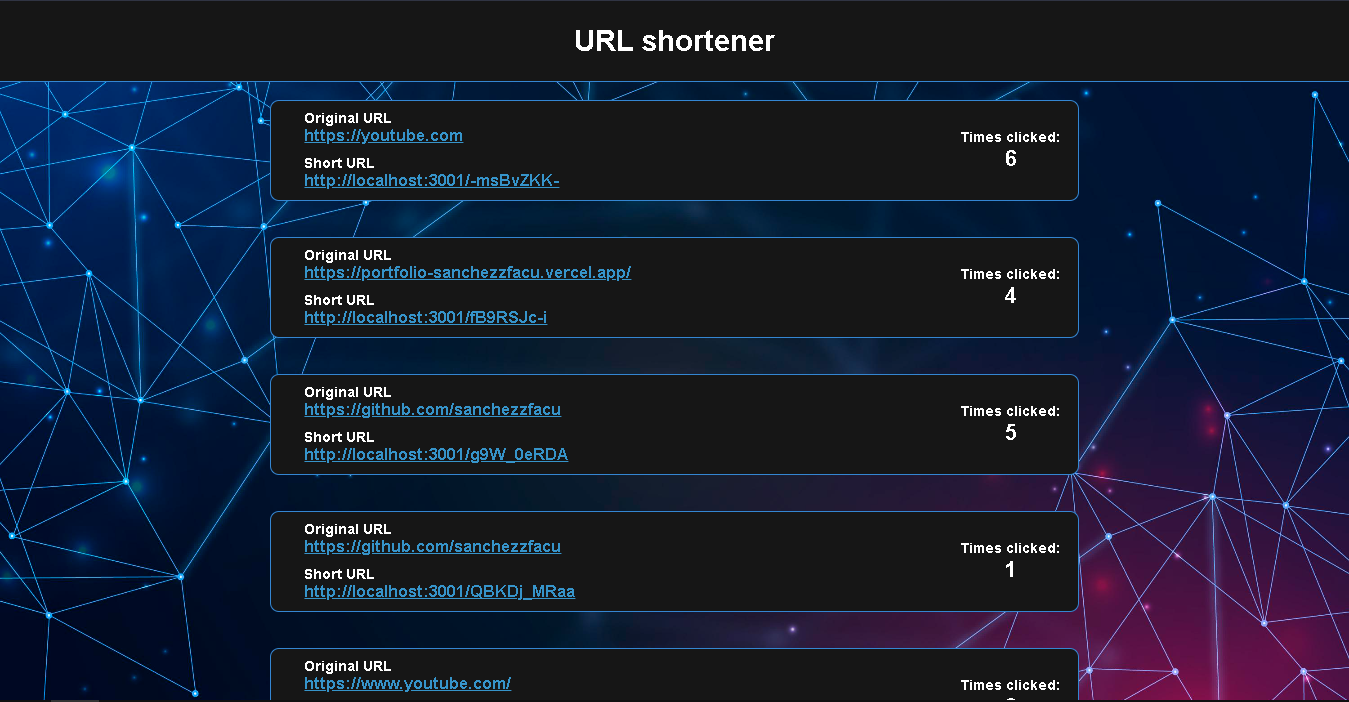 URL shortener
Original URL
https://youtube.com
Short URL
http://localhost:3001/-msBvZKK-
Times clicked:
6
Original URL
https://portfolio-sanchezzfacu.vercel.app/
Short URL
http://localhost:3001/fB9RSJc-i
Times clicked:
4
Original URL
https://github.com/sanchezzfacu
Short URL
http://localhost:3001/g9W_0eRDA
Times clicked:
5
Original URL
https://github.com/sanchezzfacu
Short URL
http://localhost:3001/QBKDj_MRaa
Times clicked:
1
Original URL
https://www.youtube.com/
Times clicked: